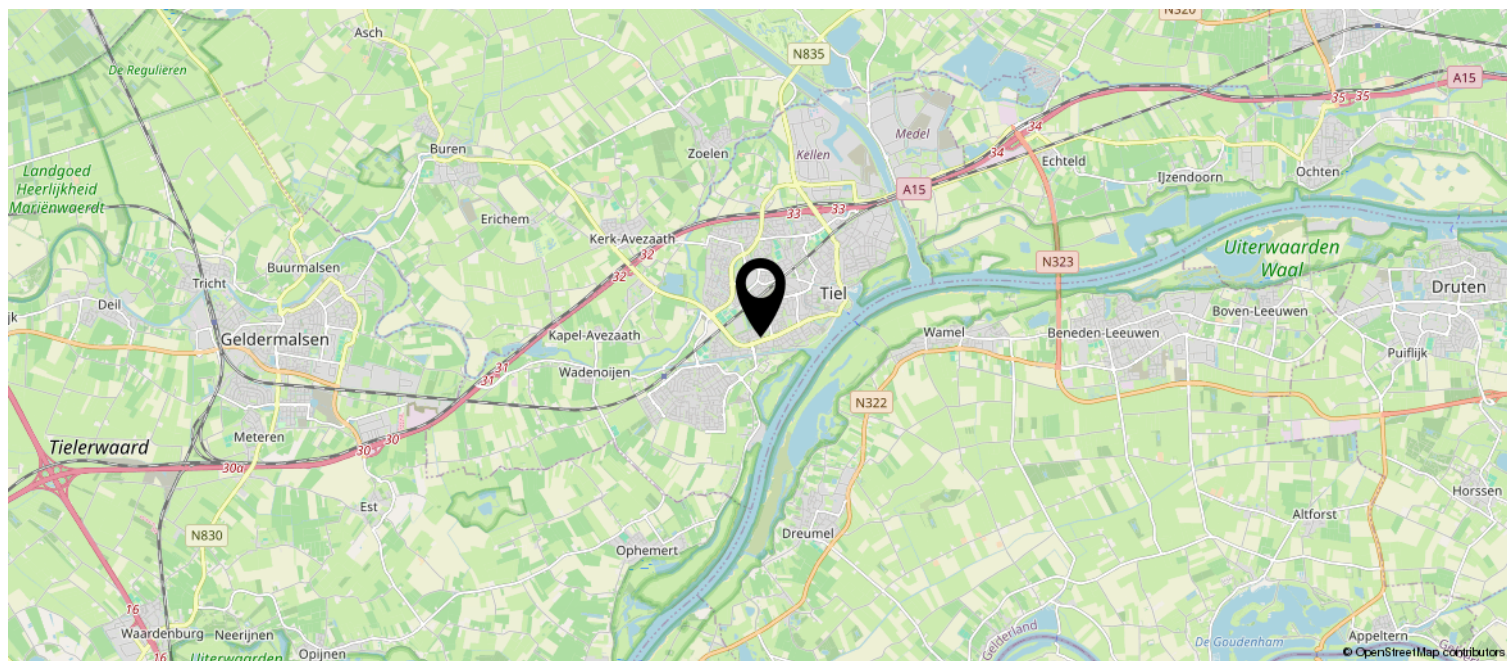 N320
Asch
N835
De Regulieren
A15
35
35
34
Medel
Kellen
Buren
Zoelen
34
Echteld
Landgoed
Heerlijkheid
Mariënwaerdt
IJzendoorn
Ochten
A15
Erichem
33
33
Kerk-Avezaath
32
Uiterwaarden
Waal
N323
Buurmalsen
32
Tricht
Tiel
Druten
Deil
Boven-Leeuwen
jk
Geldermalsen
Kapel-Avezaath
Wamel
Beneden-Leeuwen
Puiflijk
31
Wadenoijen
31
N322
Meteren
30
Tielerwaard
30
30a
Horssen
Est
Altforst
N830
Dreumel
Ophemert
16
Waardenburg
Neerijnen
Gelderland
De Goudenham
Appeltern
16
Uiterwaarden
Opijnen
© OpenStreetMap contributors